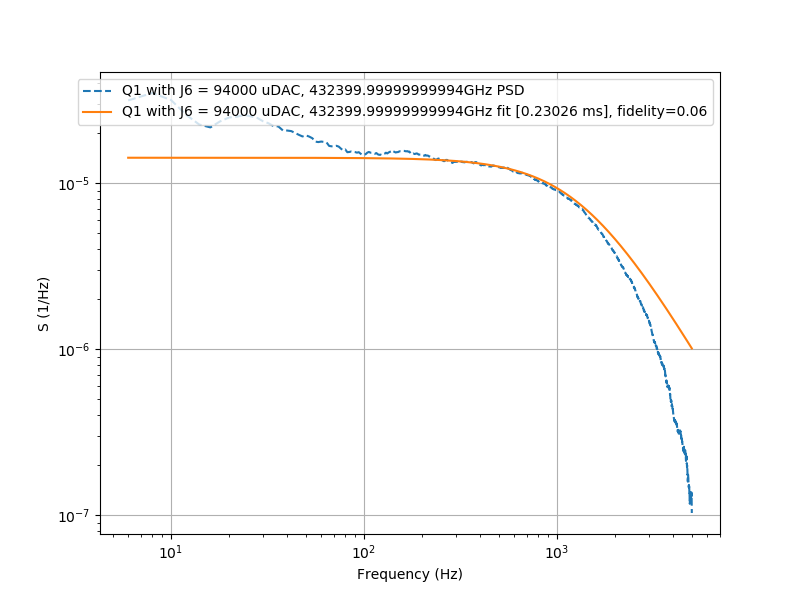 Q1 with J6 = 94000 uDAC, 432399.99999999994GHz PSD
Q1 with J6 = 94000 uDAC, 432399.99999999994GHz fit [0.23026 ms], fidelity=0.06
S (1/Hz)
10⁻⁵
10⁻⁶
10⁻⁷
10¹ 10² 10³
Frequency (Hz)